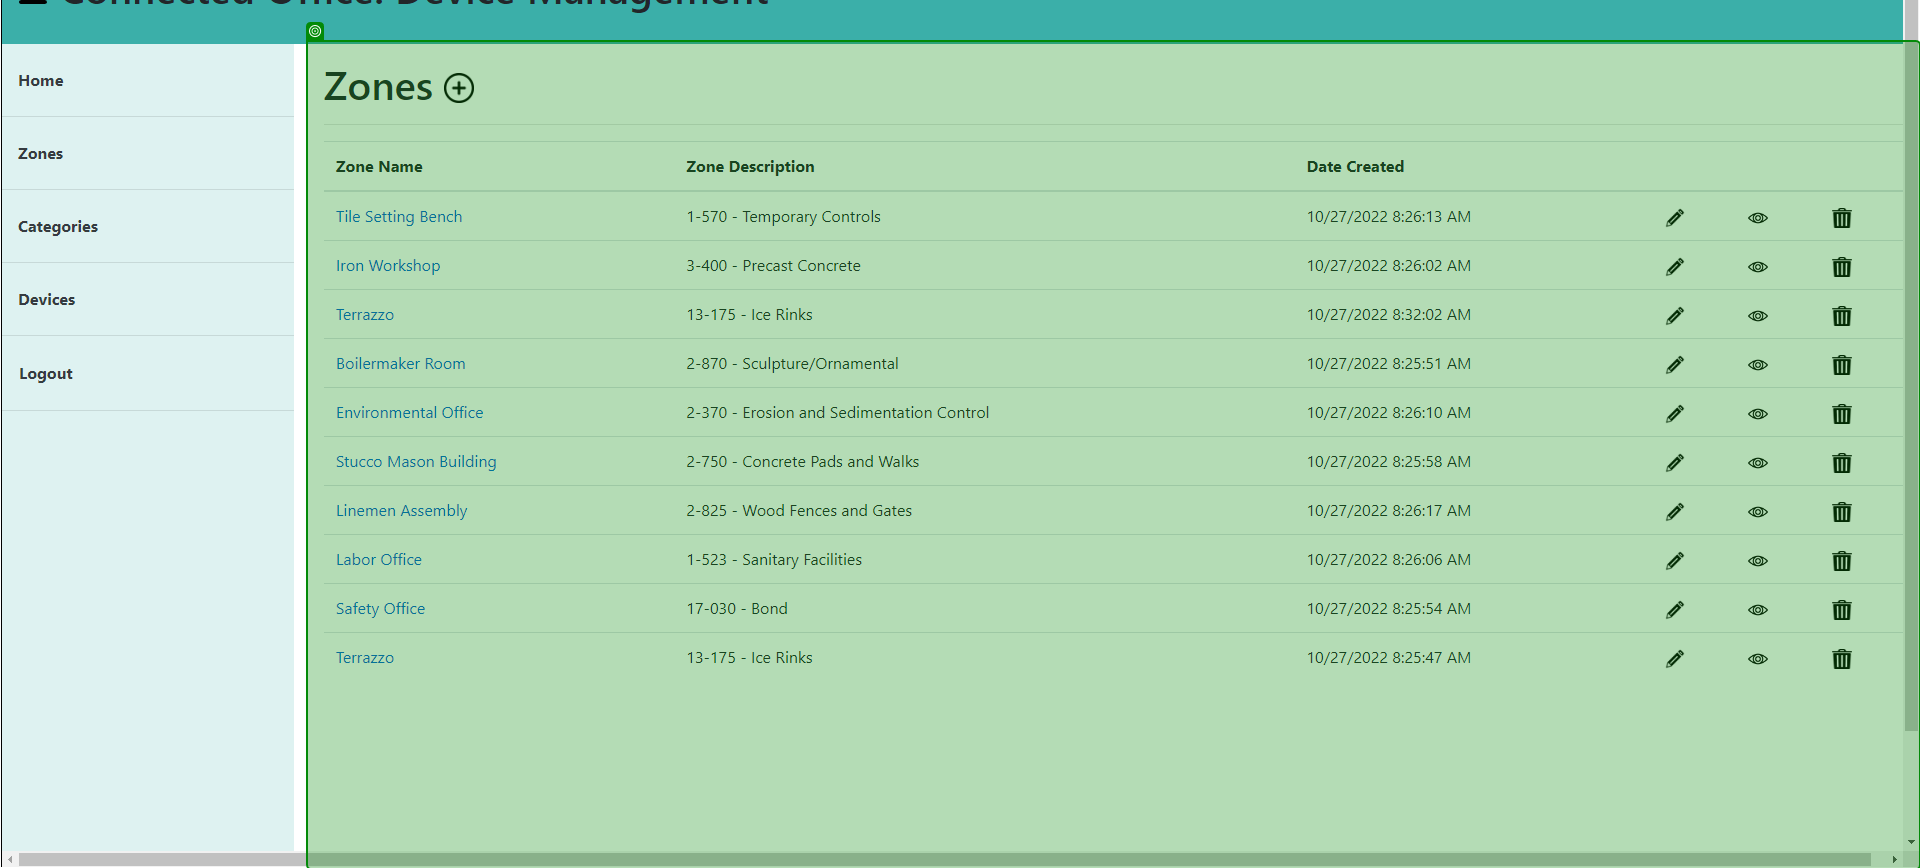 Connected Office: Device Management
Home
Zones
Categories
Devices
Logout
Zones
Zone Name Zone Description Date Created
Tile Setting Bench 1-570 - Temporary Controls 10/27/2022 8:26:13 AM
Iron Workshop 3-400 - Precast Concrete 10/27/2022 8:26:02 AM
Terrazzo 13-175 - Ice Rinks 10/27/2022 8:32:02 AM
Boilermaker Room 2-870 - Sculpture/Ornamental 10/27/2022 8:25:51 AM
Environmental Office 2-370 - Erosion and Sedimentation Control 10/27/2022 8:26:10 AM
Stucco Mason Building 2-750 - Concrete Pads and Walks 10/27/2022 8:25:58 AM
Linemen Assembly 2-825 - Wood Fences and Gates 10/27/2022 8:26:17 AM
Labor Office 1-523 - Sanitary Facilities 10/27/2022 8:26:06 AM
Safety Office 17-030 - Bond 10/27/2022 8:25:54 AM
Terrazzo 13-175 - Ice Rinks 10/27/2022 8:25:47 AM